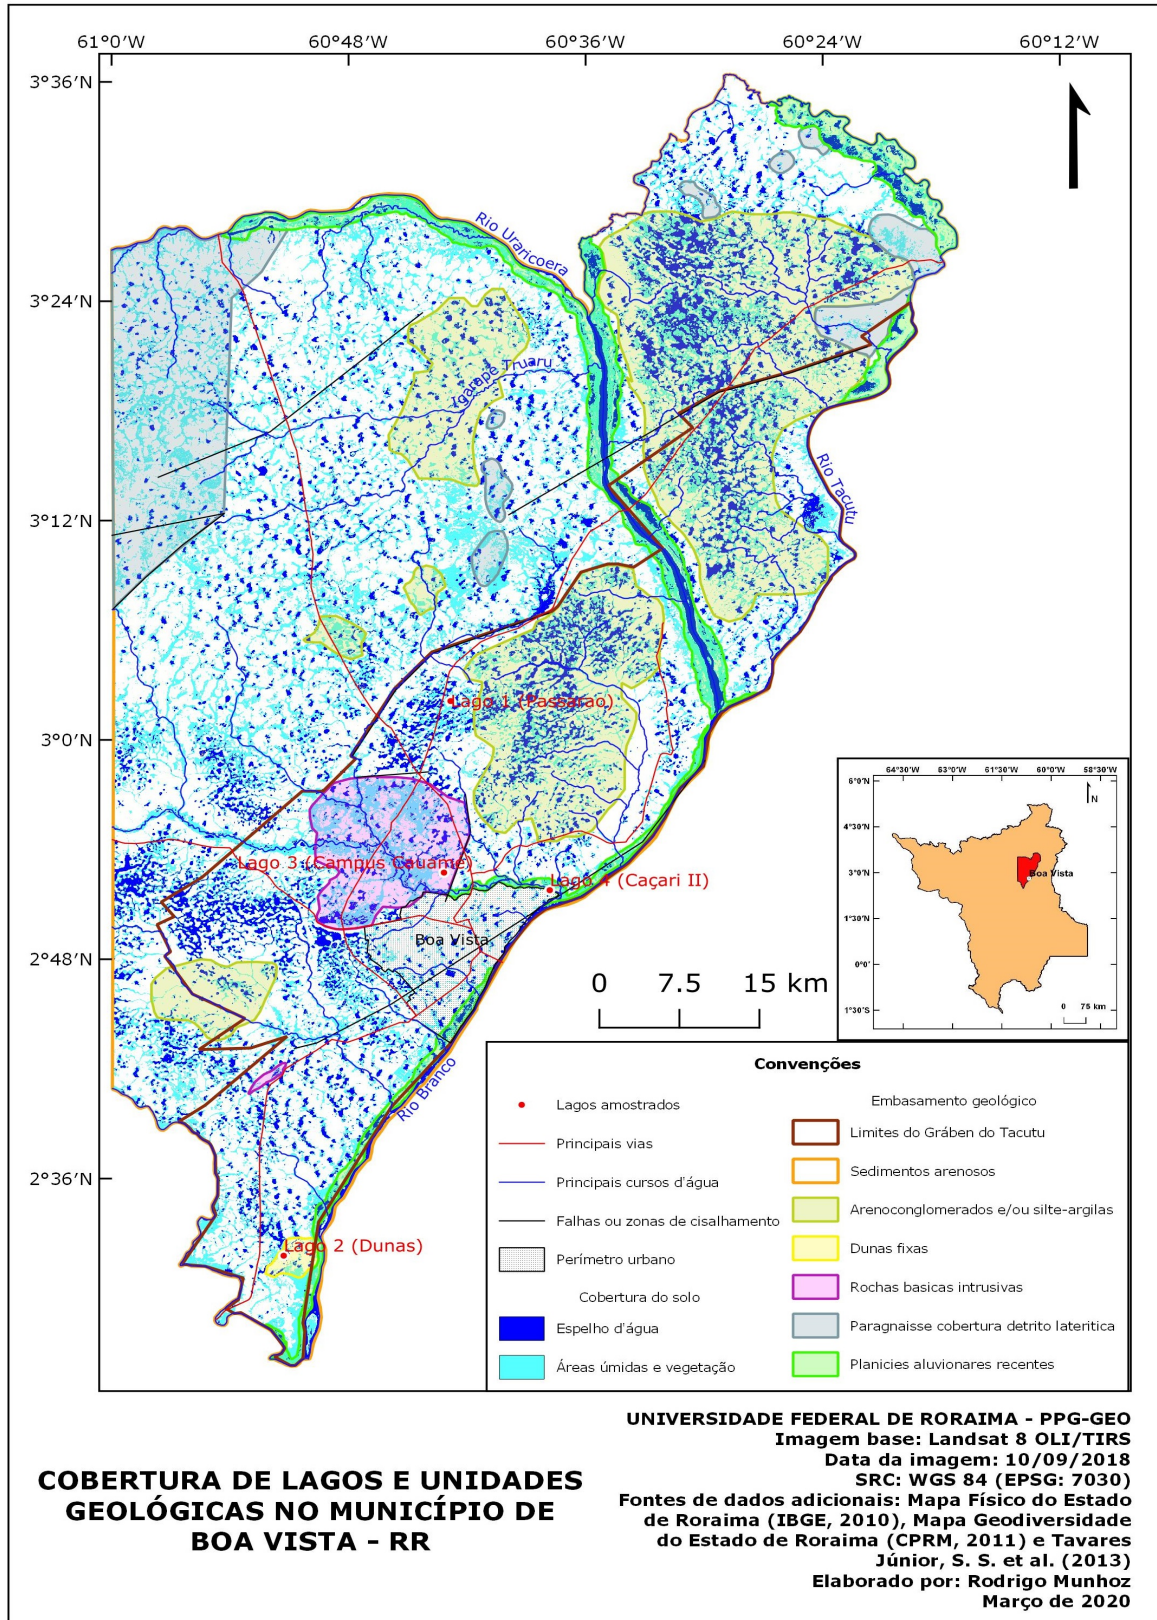 61°0′W 60°48′W 60°36′W 60°24′W 60°12′W
3°36′N
3°24′N
3°12′N
3°0′N
2°48′N
2°36′N
Rio Uraricoera
Igarape Truaru
Rio Tacutu
Lago 1 (Passarao)
Lago 3 (Campus Cauamé)
Lago 4 (Caçari II)
Boa Vista
Rio Branco
Lago 2 (Dunas)
0 7.5 15 km
64°30'W 63°0'W 61°30'W 60°0'W 58°30'W
6°0'N
4°30'N
3°0'N
1°30'N
0°0'
1°30'S
N
Boa Vista
0 75 km
Convenções
Lagos amostrados
Principais vias
Principais cursos d'água
Falhas ou zonas de cisalhamento
Perímetro urbano
Cobertura do solo
Espelho d'água
Áreas úmidas e vegetação
Embasamento geológico
Limites do Gráben do Tacutu
Sedimentos arenosos
Arenoconglomerados e/ou silte-argilas
Dunas fixas
Rochas basicas intrusivas
Paragnaisse cobertura detrito lateritica
Planicies aluvionares recentes
COBERTURA DE LAGOS E UNIDADES
GEOLÓGICAS NO MUNICÍPIO DE
BOA VISTA - RR
UNIVERSIDADE FEDERAL DE RORAIMA - PPG-GEO
Imagem base: Landsat 8 OLI/TIRS
Data da imagem: 10/09/2018
SRC: WGS 84 (EPSG: 7030)
Fontes de dados adicionais: Mapa Físico do Estado
de Roraima (IBGE, 2010), Mapa Geodiversidade
do Estado de Roraima (CPRM, 2011) e Tavares
Júnior, S. S. et al. (2013)
Elaborado por: Rodrigo Munhoz
Março de 2020